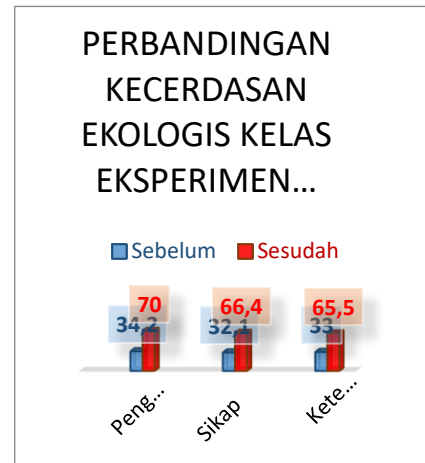 PERBANDINGAN
KECERDASAN
EKOLOGIS KELAS
EKSPERIMEN...
Sebelum Sesudah
70 66,4 65,5
34,2 32,1 33
Peng... Sikap Kete...